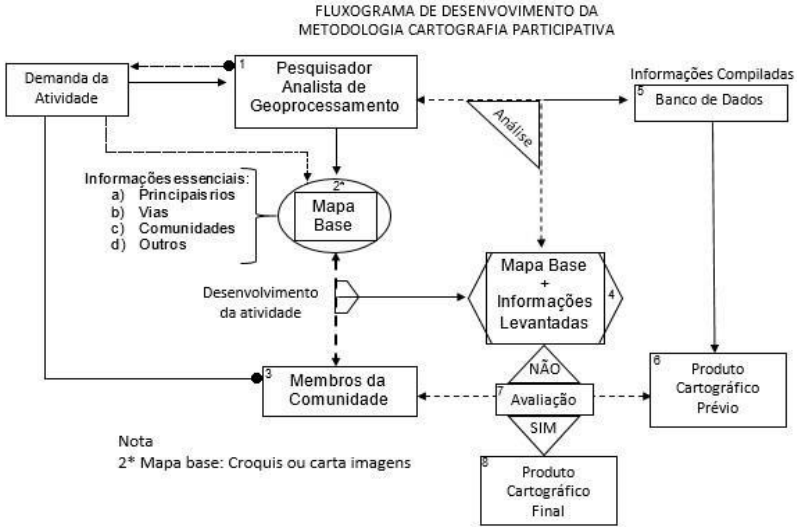 FLUXOGRAMA DE DESENVOVIMENTO DA
METODOLOGIA CARTOGRAFIA PARTICIPATIVA
Demanda da
Atividade
1
Pesquisador
Analista de
Geoprocessamento
Análise
Informações Compiladas
5
Banco de Dados
Informações essenciais:
a) Principais rios
b) Vias
c) Comunidades
d) Outros
2*
Mapa
Base
Desenvolvimento
da atividade
Mapa Base
+
Informações
Levantadas
4
3
Membros da
Comunidade
NÃO
7
Avaliação
SIM
6
Produto
Cartográfico
Prévio
8
Produto
Cartográfico
Final
Nota
2* Mapa base: Croquis ou carta imagens